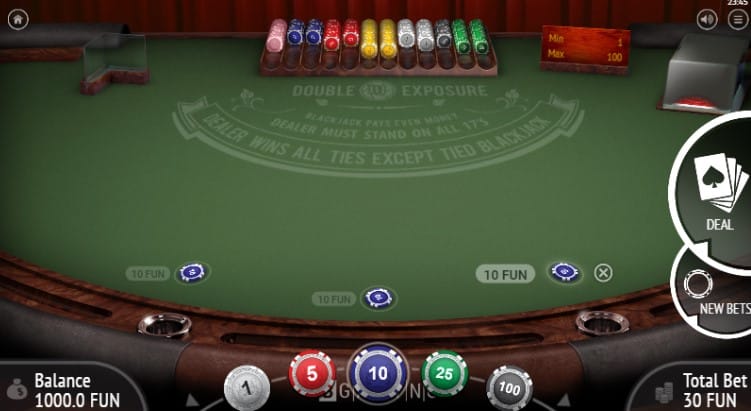 23:45
Min 1
Max 100
DOUBLE EXPOSURE
BLACKJACK PAYS EVEN MONEY
DEALER MUST STAND ON ALL 17'S
DEALER WINS ALL TIES EXCEPT TIED BLACKJACK
DEAL
10 FUN
10 FUN
10 FUN
NEW BETS
1
5
10
25
100
Balance
1000.0 FUN
Total Bet
30 FUN